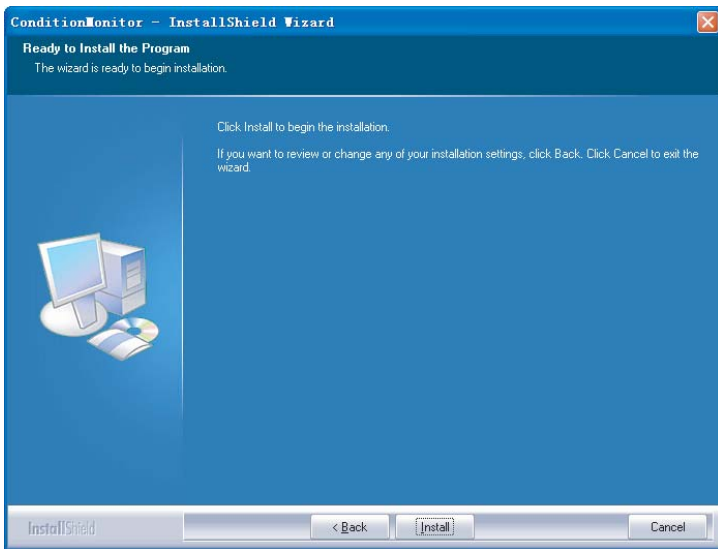 ConditionMonitor - InstallShield Wizard
Ready to Install the Program
The wizard is ready to begin installation.
Click Install to begin the installation.
If you want to review or change any of your installation settings, click Back. Click Cancel to exit the
wizard.
InstallShield
< Back
Install
Cancel